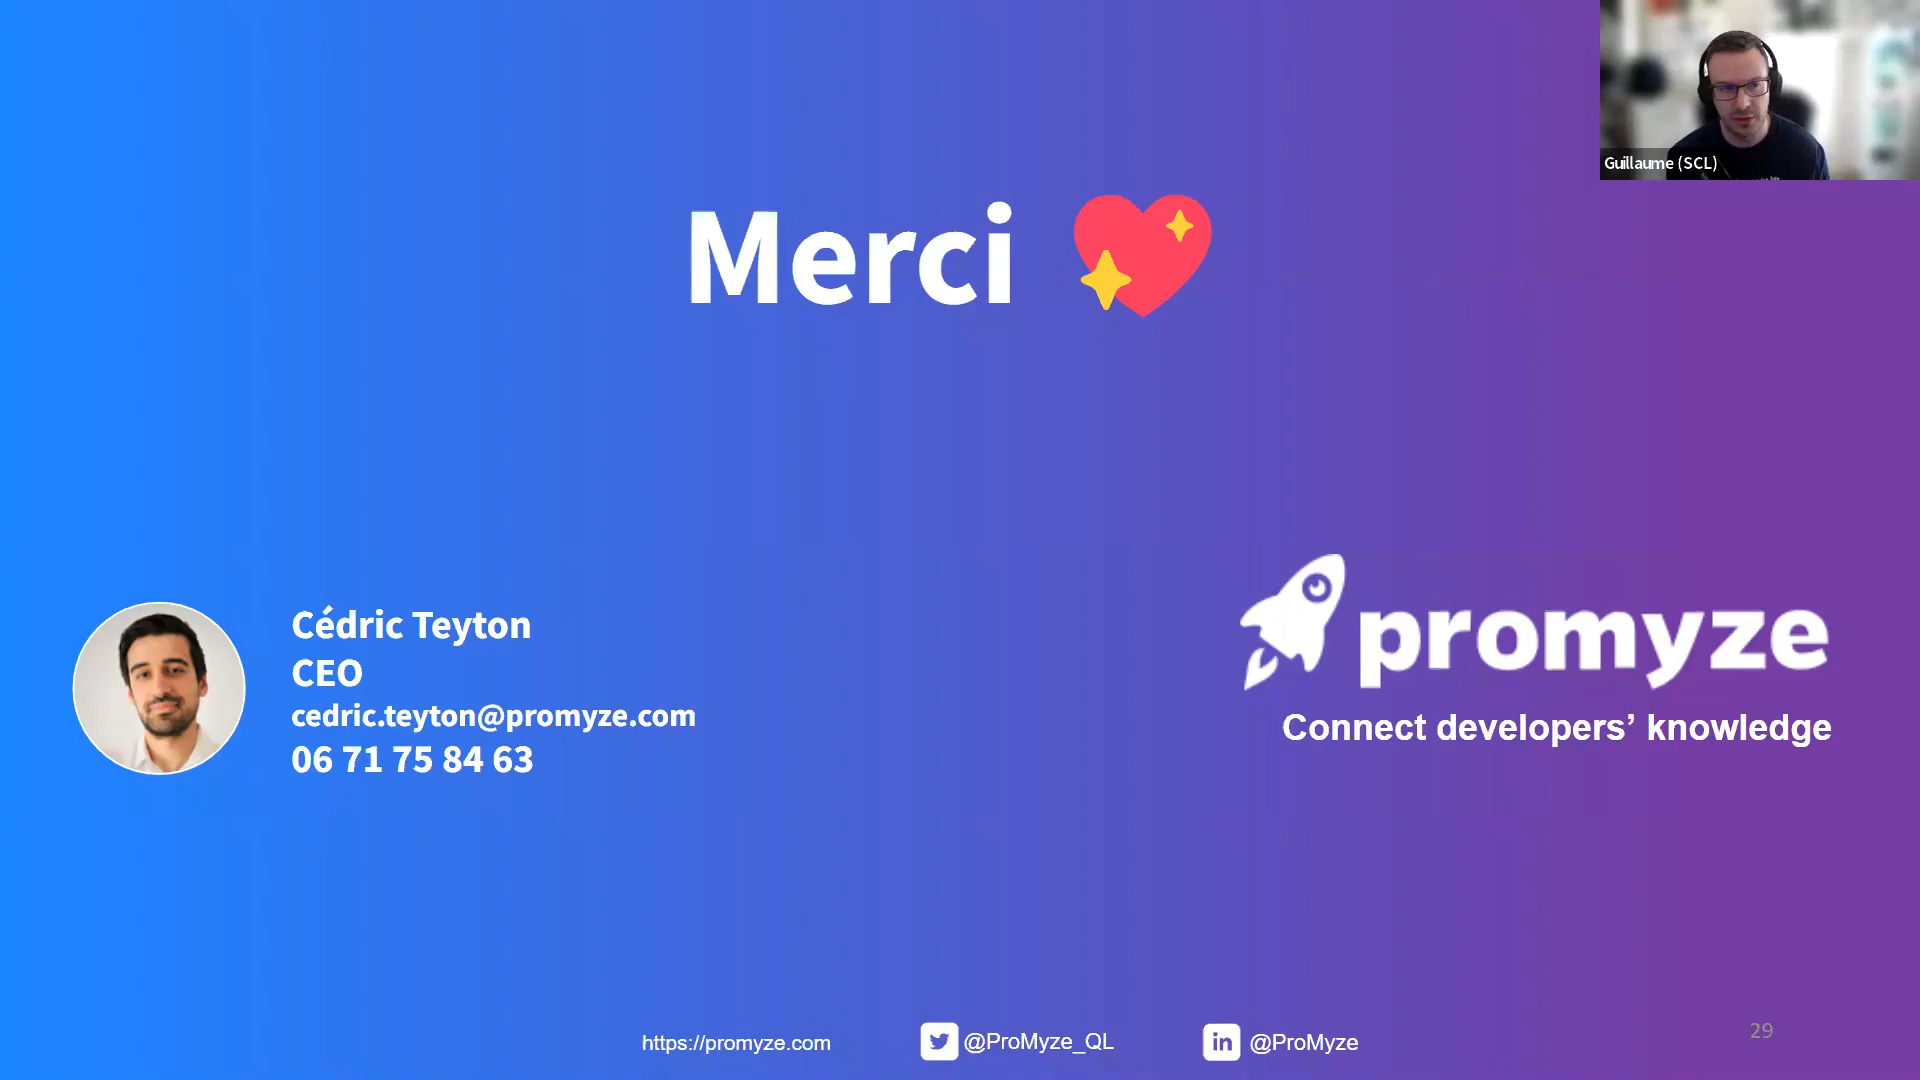 Guillaume (SCL)
Merci
Cédric Teyton
CEO
cedric.teyton@promyze.com
06 71 75 84 63
promyze
Connect developers’ knowledge
https://promyze.com
@ProMyze_QL
in @ProMyze
29